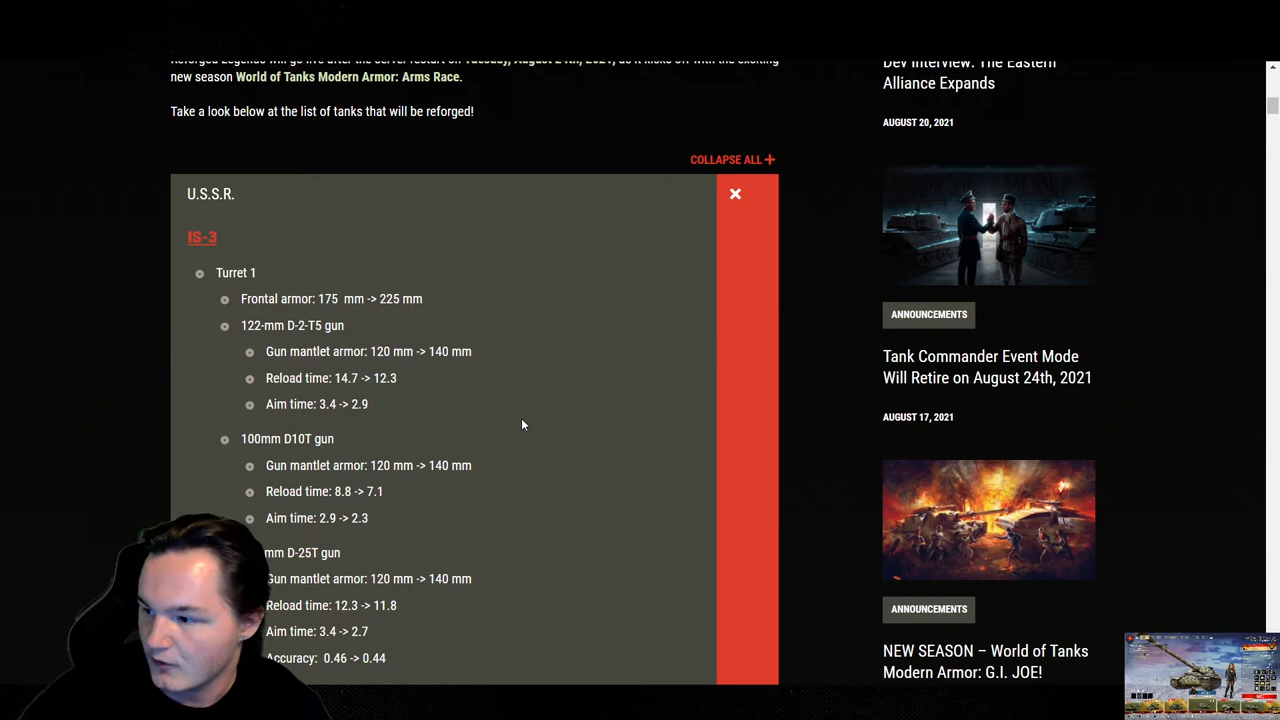 Reforged Legends will go live after the server restart on Tuesday, August 24th, 2021, as it kicks off with the exciting
new season World of Tanks Modern Armor: Arms Race.
Take a look below at the list of tanks that will be reforged!
COLLAPSE ALL
U.S.S.R.
IS-3
Turret 1
Frontal armor: 175 mm -> 225 mm
122-mm D-2-T5 gun
Gun mantlet armor: 120 mm -> 140 mm
Reload time: 14.7 -> 12.3
Aim time: 3.4 -> 2.9
100mm D10T gun
Gun mantlet armor: 120 mm -> 140 mm
Reload time: 8.8 -> 7.1
Aim time: 2.9 -> 2.3
mm D-25T gun
Gun mantlet armor: 120 mm -> 140 mm
Reload time: 12.3 -> 11.8
Aim time: 3.4 -> 2.7
Accuracy: 0.46 -> 0.44
Dev Interview: The Eastern
Alliance Expands
AUGUST 20, 2021
ANNOUNCEMENTS
Tank Commander Event Mode
Will Retire on August 24th, 2021
AUGUST 17, 2021
ANNOUNCEMENTS
NEW SEASON – World of Tanks
Modern Armor: G.I. JOE!